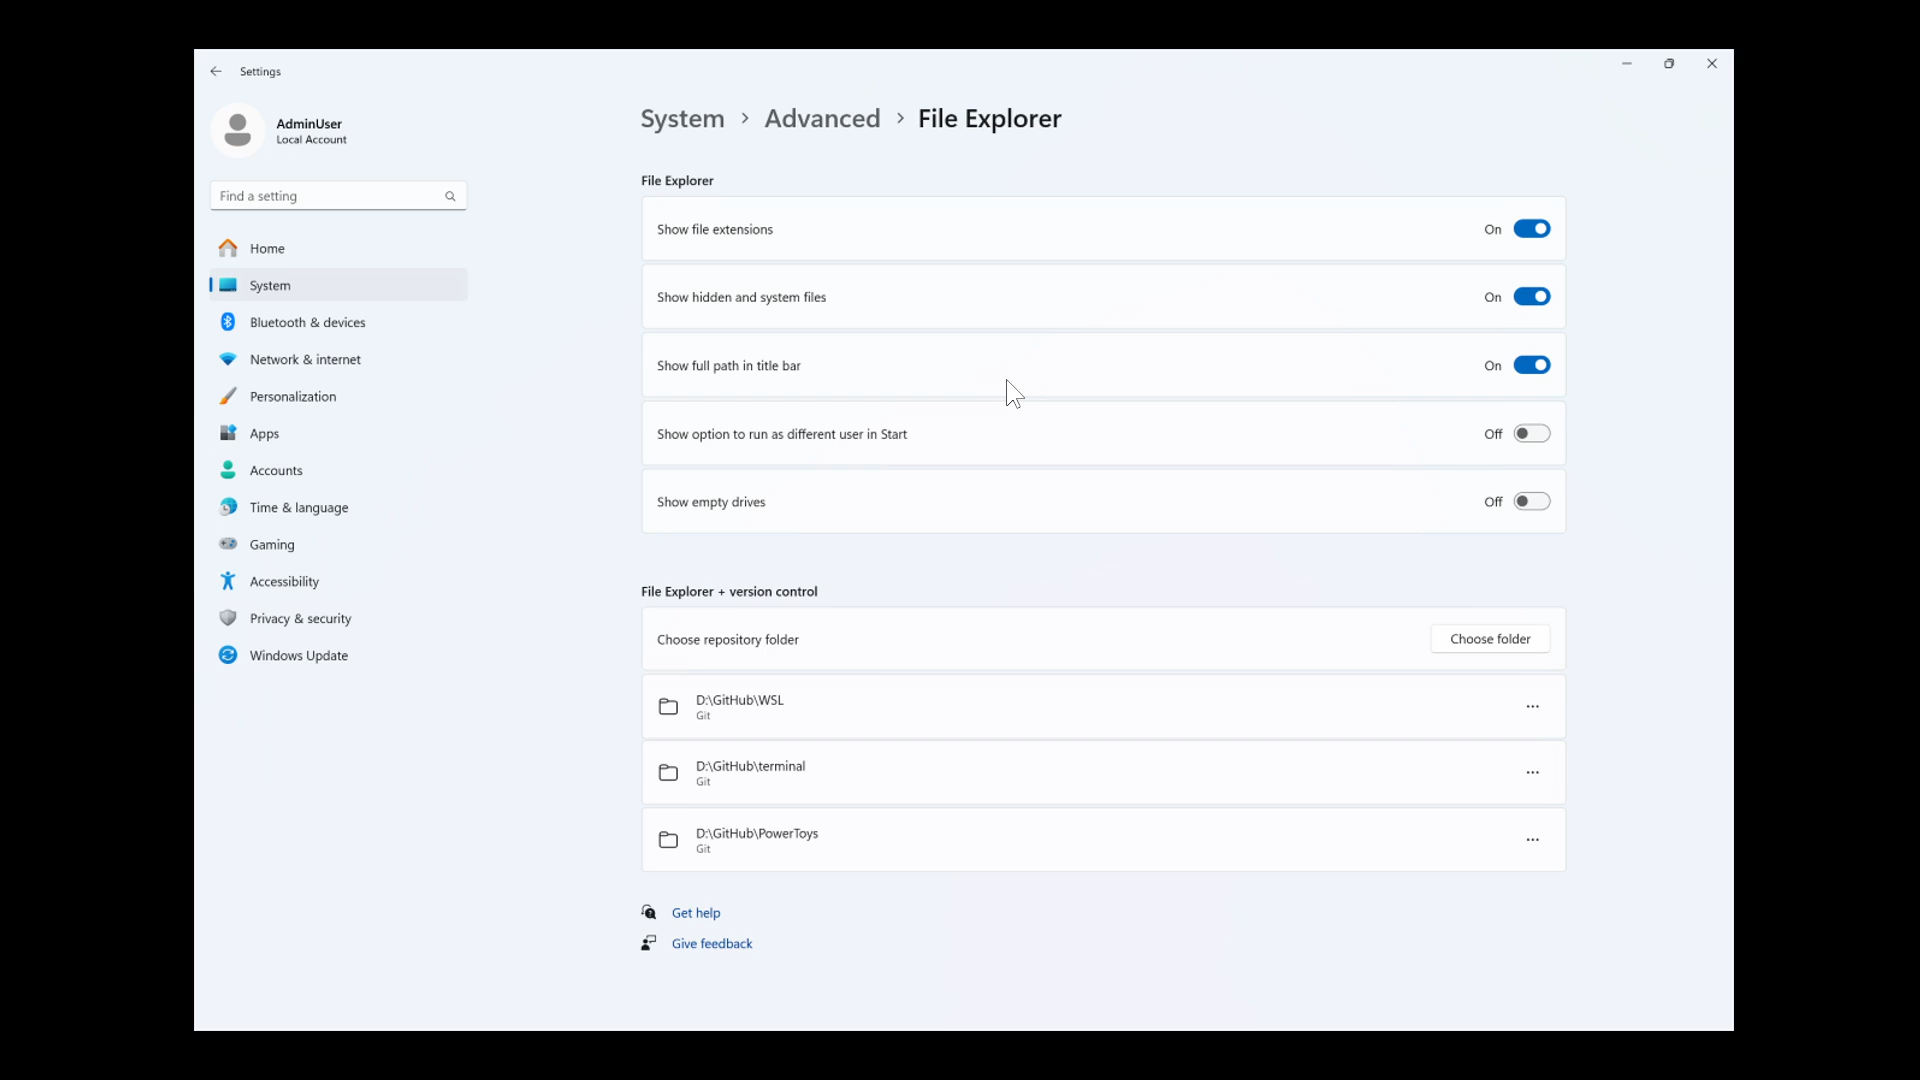 Settings
AdminUser
Local Account
Find a setting
Home
System
Bluetooth & devices
Network & internet
Personalization
Apps
Accounts
Time & language
Gaming
Accessibility
Privacy & security
Windows Update
System > Advanced > File Explorer
File Explorer
Show file extensions On
Show hidden and system files On
Show full path in title bar On
Show option to run as different user in Start Off
Show empty drives Off
File Explorer + version control
Choose repository folder Choose folder
D:\GitHub\WSL
Git
D:\GitHub\terminal
Git
D:\GitHub\PowerToys
Git
Get help
Give feedback